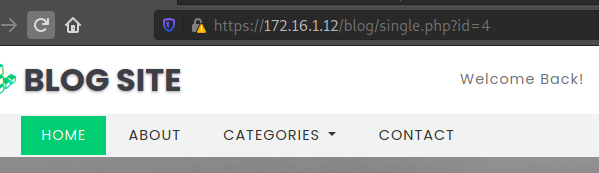 https://172.16.1.12/blog/single.php?id=4
BLOG SITE
Welcome Back!
HOME ABOUT CATEGORIES CONTACT